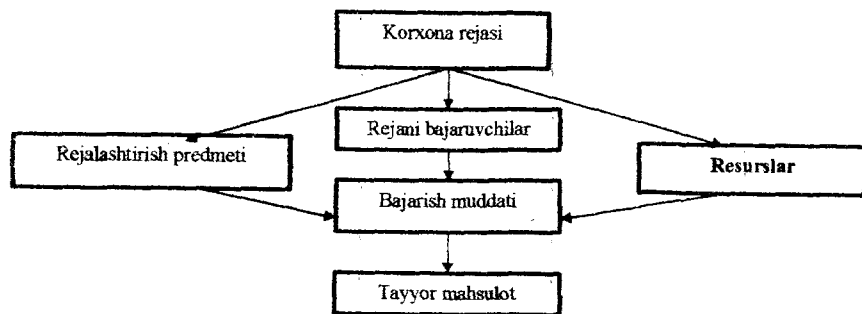 Korxona rejasi
Rejani bajaruvchilar
Rejalashtirish predmeti
Resurslar
Bajarish muddati
Tayyor mahsulot